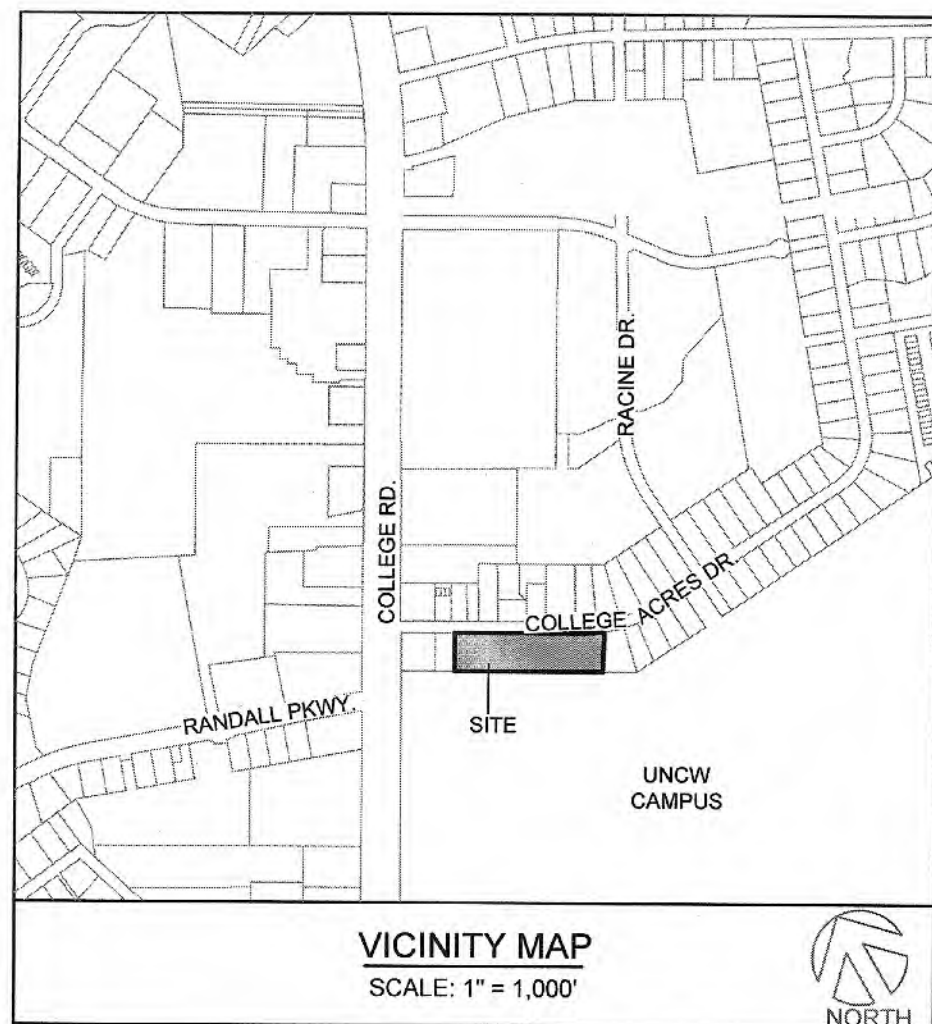 RACINE DR.
COLLEGE RD.
COLLEGE ACRES DR.
RANDALL PKWY.
SITE
UNCW
CAMPUS
VICINITY MAP
SCALE: 1" = 1,000'
NORTH